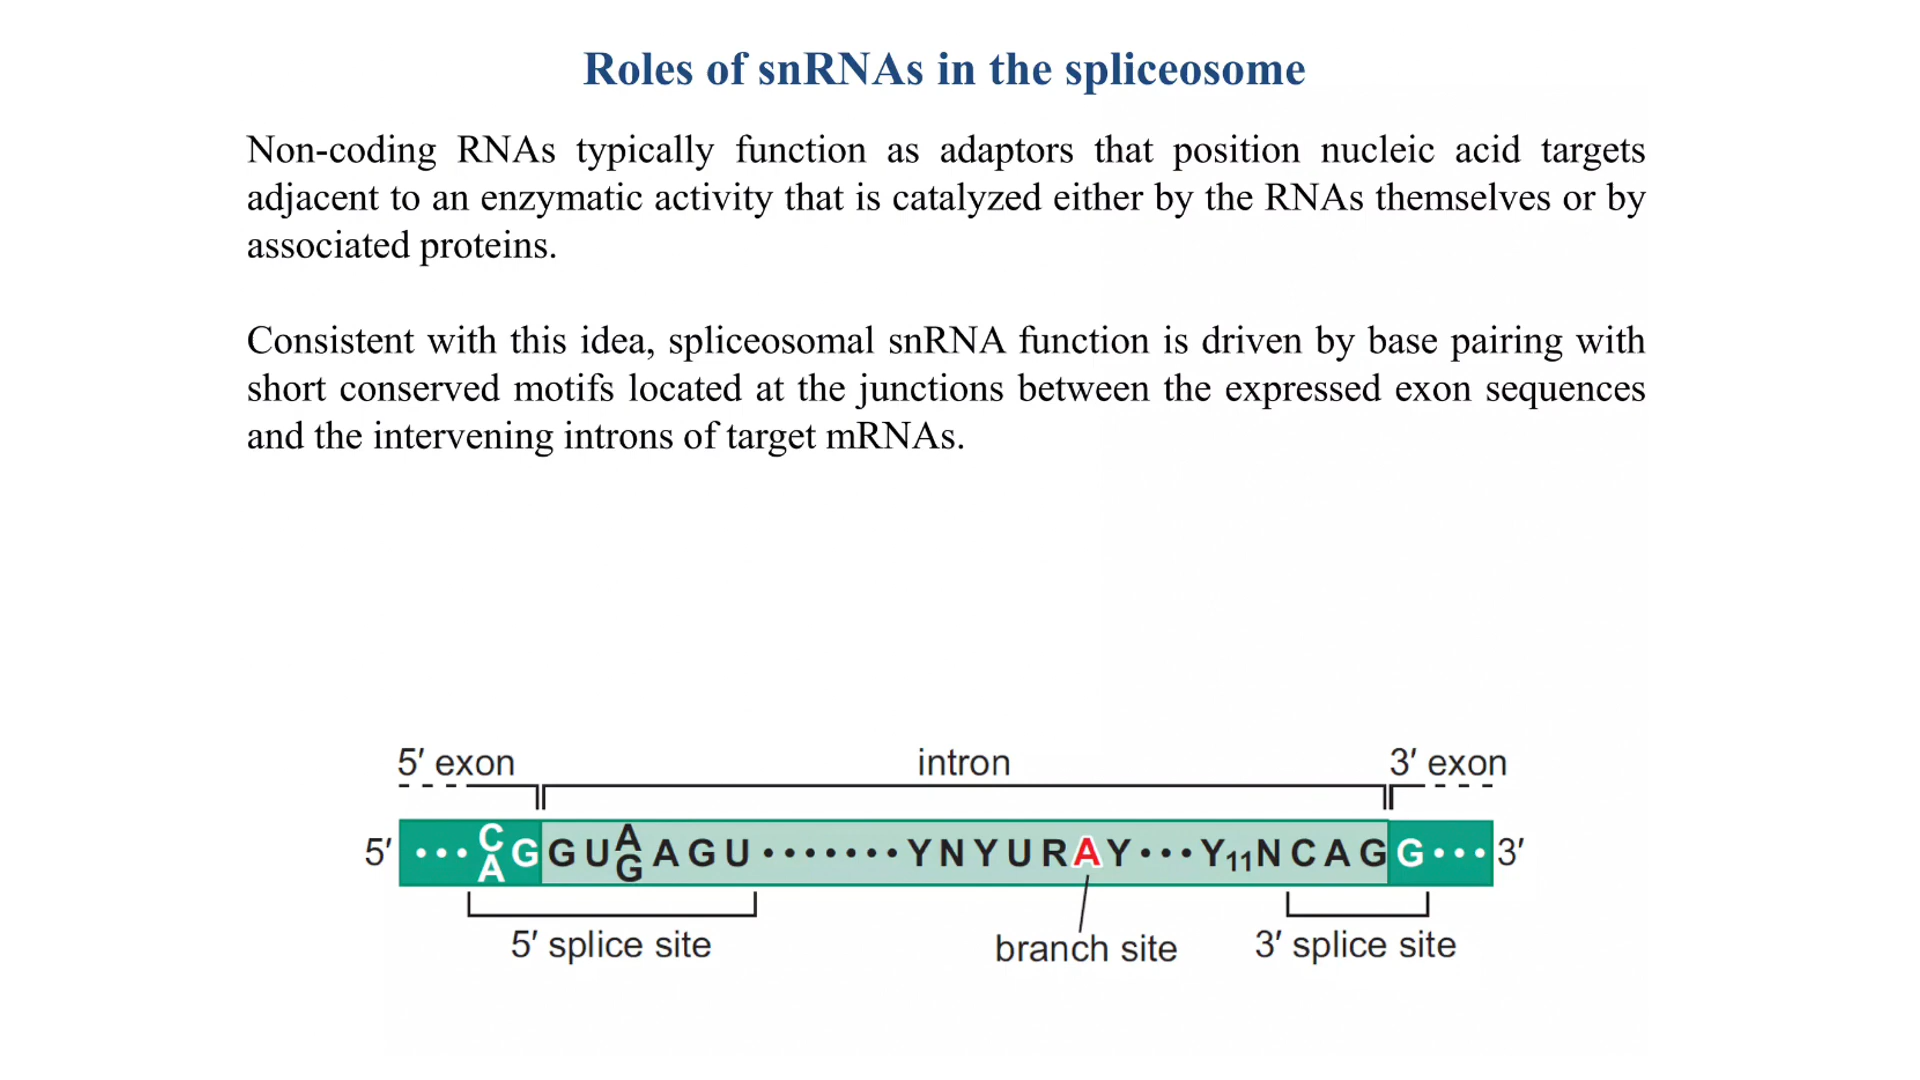 Roles of snRNAs in the spliceosome
Non-coding RNAs typically function as adaptors that position nucleic acid targets
adjacent to an enzymatic activity that is catalyzed either by the RNAs themselves or by
associated proteins.
Consistent with this idea, spliceosomal snRNA function is driven by base pairing with
short conserved motifs located at the junctions between the expressed exon sequences
and the intervening introns of target mRNAs.
5′ exon intron 3′ exon
5′ ••• C/A G G U A/G A G U ••••••• Y N Y U R A Y ••• Y₁₁ N C A G G ••• 3′
5′ splice site branch site 3′ splice site